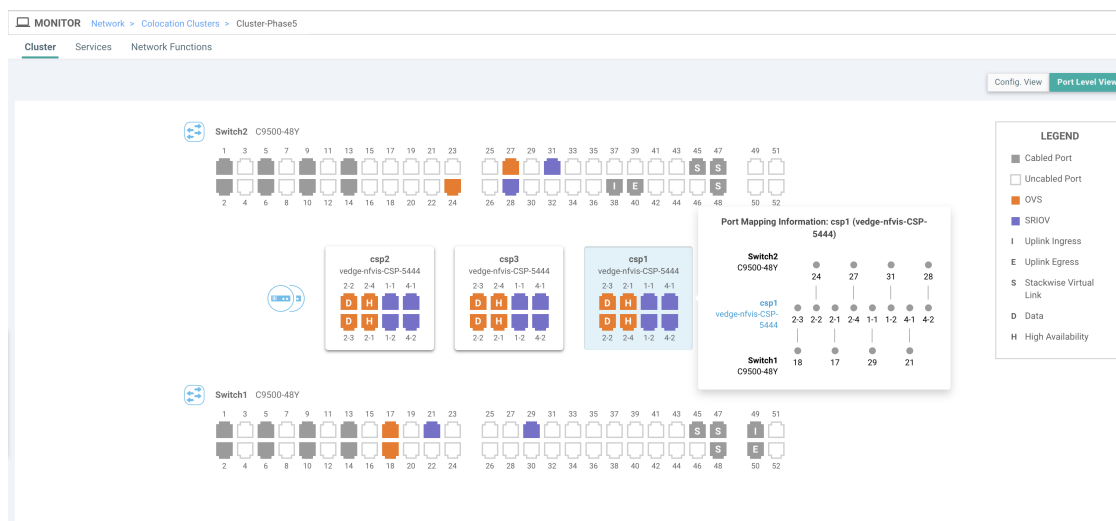 MONITOR Network > Colocation Clusters > Cluster-Phase5
Cluster Services Network Functions
Config. View Port Level View
Switch2 C9500-48Y
1 3 5 7 9 11 13 15 17 19 21 23 25 27 29 31 33 35 37 39 41 43 45 47 49 51
S S
I E S
2 4 6 8 10 12 14 16 18 20 22 24 26 28 30 32 34 36 38 40 42 44 46 48 50 52
csp2
vedge-nfvis-CSP-5444
2-2 2-4 1-1 4-1
D H
D H
2-3 2-1 1-2 4-2
csp3
vedge-nfvis-CSP-5444
2-3 2-4 1-1 4-1
D H
D H
2-2 2-1 1-2 4-2
csp1
vedge-nfvis-CSP-5444
2-3 2-1 1-1 4-1
D H
D H
2-2 2-4 1-2 4-2
Port Mapping Information: csp1 (vedge-nfvis-CSP-
5444)
Switch2
C9500-48Y
24 27 31 28
csp1
vedge-nfvis-CSP-
5444
2-3 2-2 2-1 2-4 1-1 1-2 4-1 4-2
Switch1
C9500-48Y
18 17 29 21
Switch1 C9500-48Y
1 3 5 7 9 11 13 15 17 19 21 23 25 27 29 31 33 35 37 39 41 43 45 47 49 51
S S I
S E
2 4 6 8 10 12 14 16 18 20 22 24 26 28 30 32 34 36 38 40 42 44 46 48 50 52
LEGEND
Cabled Port
Uncabled Port
OVS
SRIOV
I Uplink Ingress
E Uplink Egress
S Stackwise Virtual
Link
D Data
H High Availability